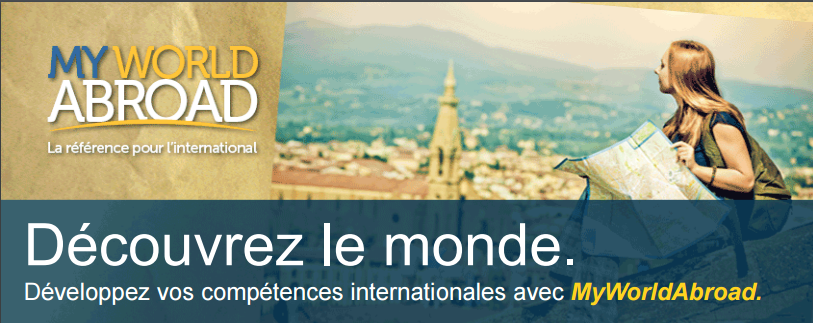 MY WORLD
ABROAD
La référence pour l'international
Découvrez le monde.
Développez vos compétences internationales avec MyWorldAbroad.